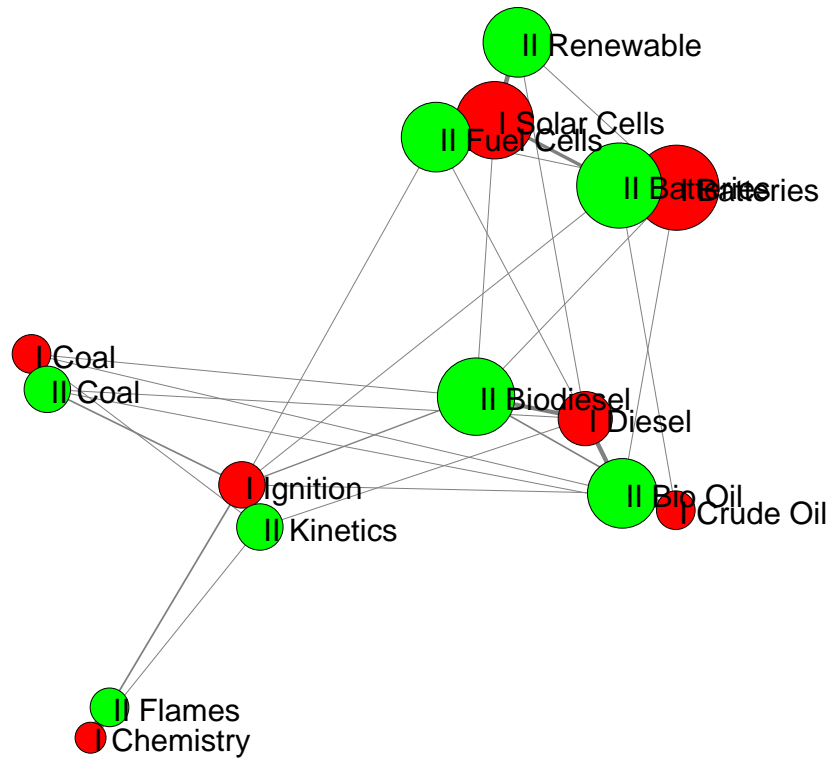 II Renewable
I Solar Cells
II Fuel Cells
II Batteries
I Batteries
I Coal
II Coal
II Biodiesel
I Diesel
I Ignition
II Bio Oil
I Crude Oil
II Kinetics
II Flames
I Chemistry